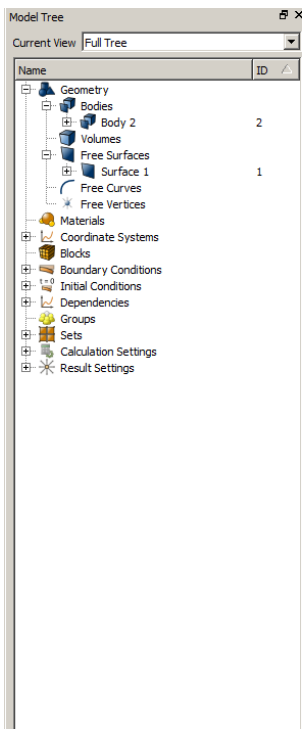 Model Tree
Current View Full Tree
Name ID
Geometry
Bodies
Body 2 2
Volumes
Free Surfaces
Surface 1 1
Free Curves
Free Vertices
Materials
Coordinate Systems
Blocks
Boundary Conditions
t=0 Initial Conditions
Dependencies
Groups
Sets
Calculation Settings
Result Settings